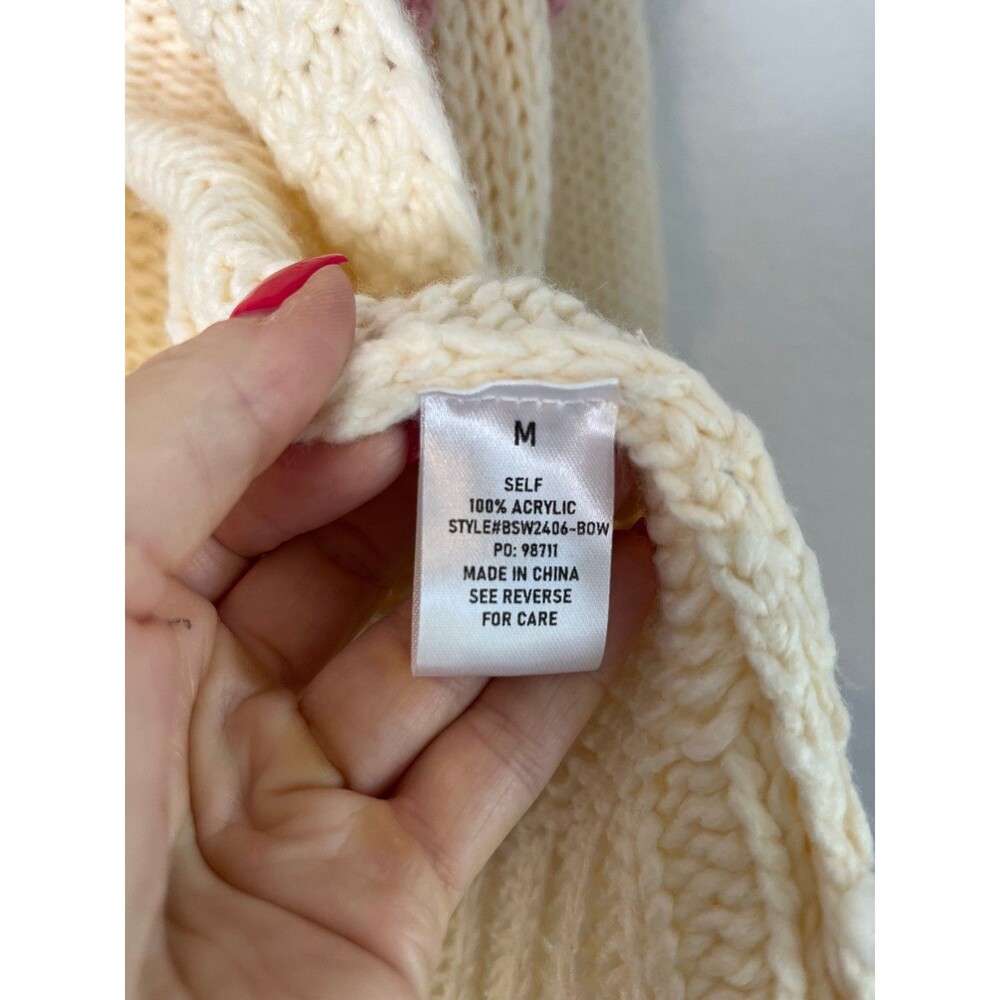 M
SELF
100% ACRYLIC
STYLE#BSW2406-BOW
PO: 98711
MADE IN CHINA
SEE REVERSE
FOR CARE